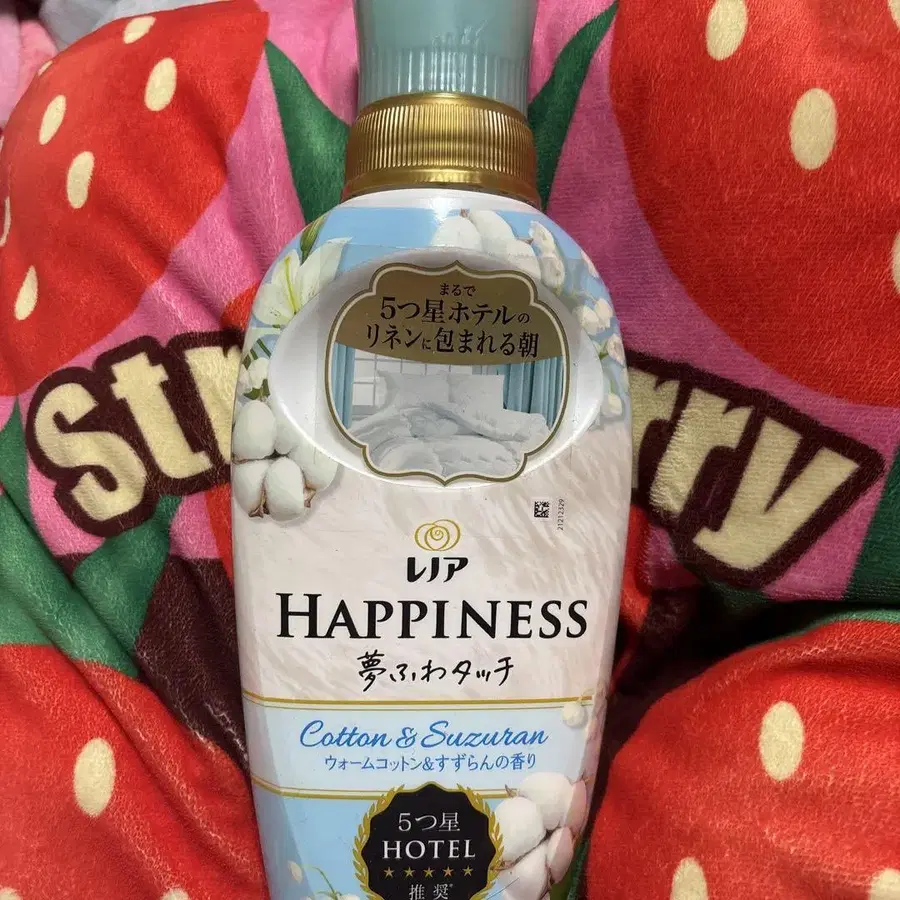 まるで
5つ星ホテルの
リネンに包まれる朝
21212329
レノア
HAPPINESS
夢ふわタッチ
Cotton & Suzuran
ウォームコットン&すずらんの香り
5つ星
HOTEL
推奨*
str
rry